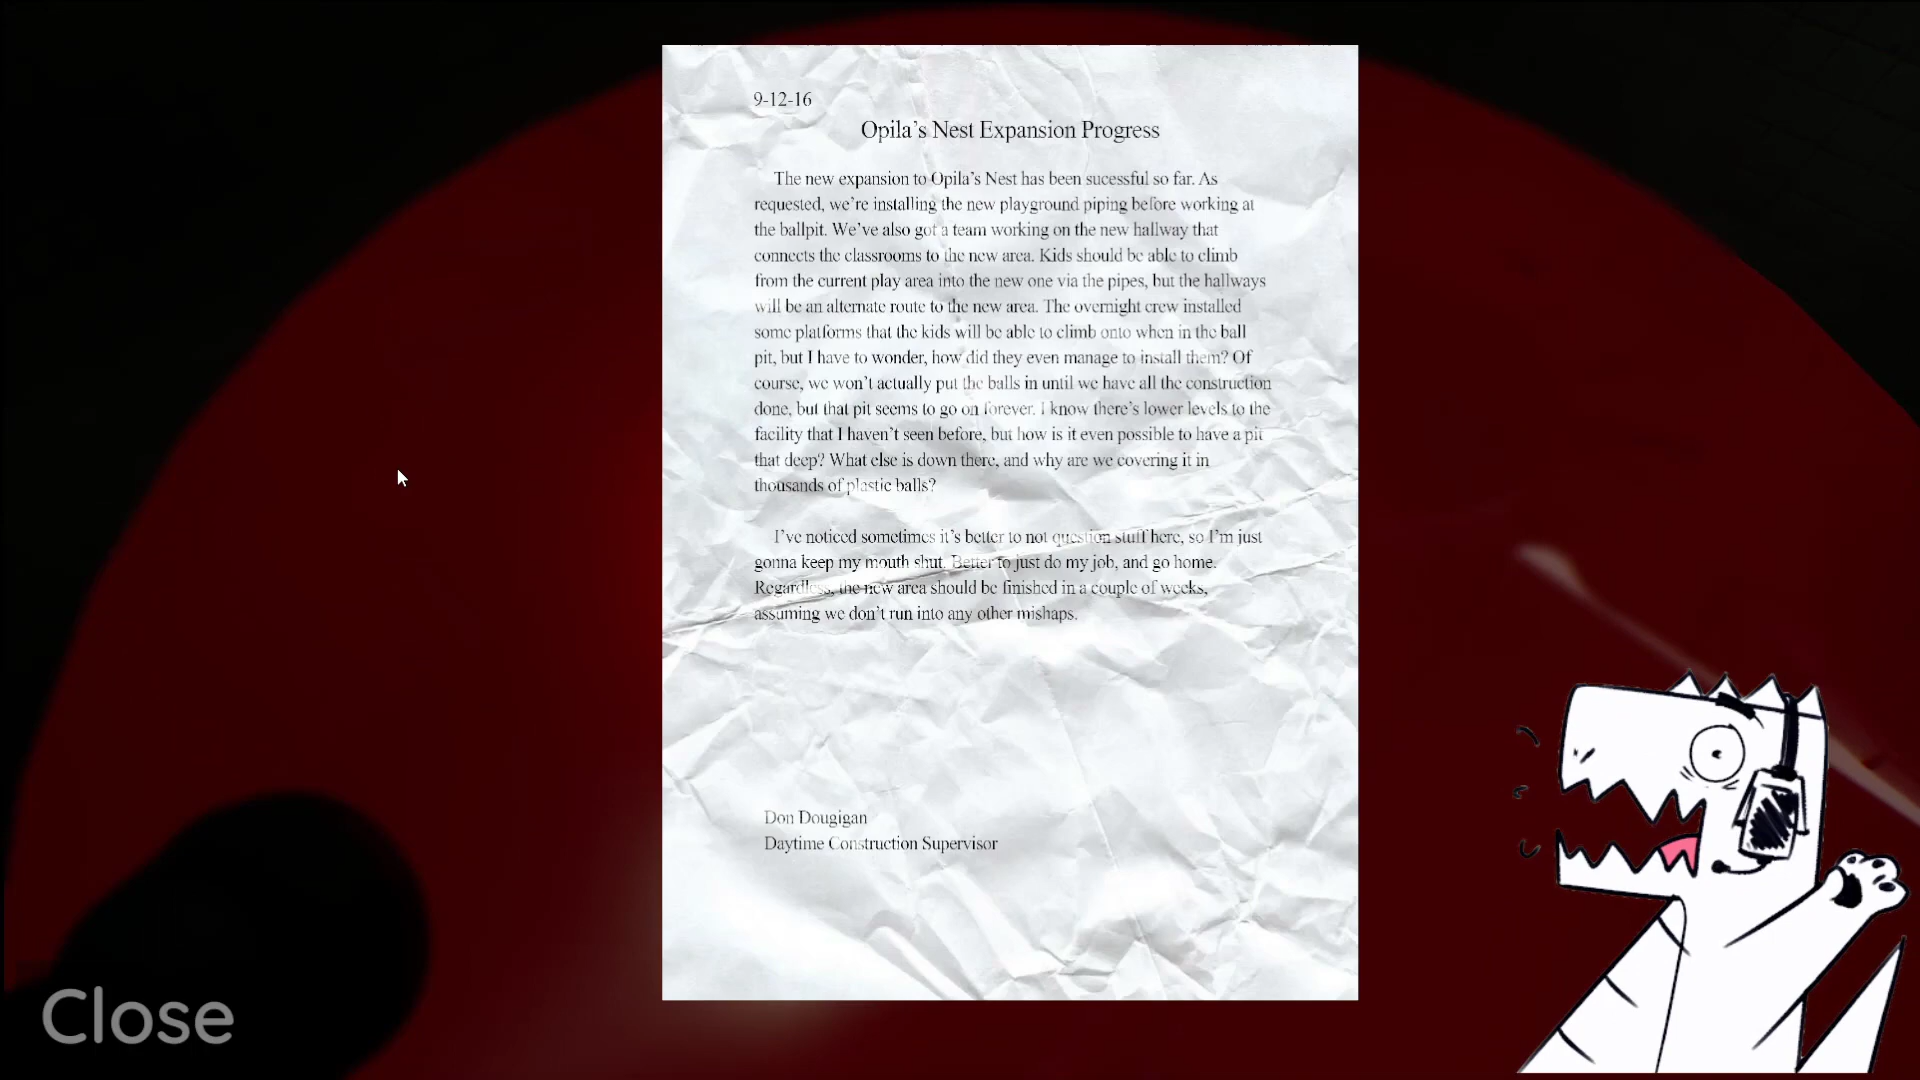 9-12-16
Opila's Nest Expansion Progress
The new expansion to Opila's Nest has been sucessful so far. As
requested, we're installing the new playground piping before working at
the ballpit. We've also got a team working on the new hallway that
connects the classrooms to the new area. Kids should be able to climb
from the current play area into the new one via the pipes, but the hallways
will be an alternate route to the new area. The overnight crew installed
some platforms that the kids will be able to climb onto when in the ball
pit, but I have to wonder, how did they even manage to install them? Of
course, we won't actually put the balls in until we have all the construction
done, but that pit seems to go on forever. I know there's lower levels to the
facility that I haven't seen before, but how is it even possible to have a pit
that deep? What else is down there, and why are we covering it in
thousands of plastic balls?
I've noticed sometimes it's better to not question stuff here, so I'm just
gonna keep my mouth shut. Better to just do my job, and go home.
Regardless, the new area should be finished in a couple of weeks,
assuming we don't run into any other mishaps.
Don Dougigan
Daytime Construction Supervisor
Close